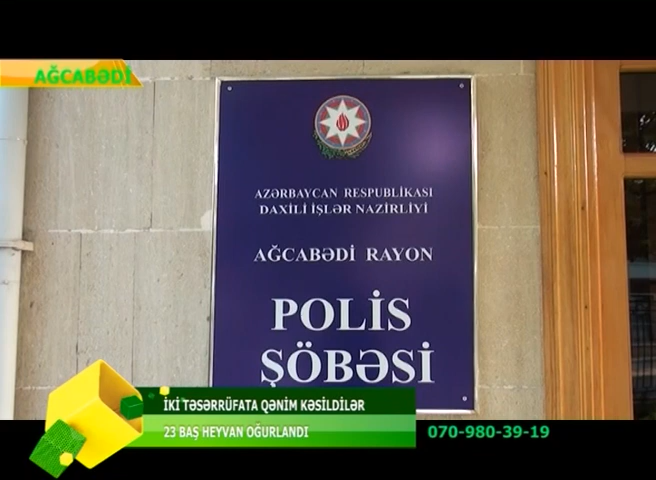 AĞCABƏDİ
AZƏRBAYCAN RESPUBLİKASI
DAXİLİ İŞLƏR NAZİRLİYİ
AĞCABƏDİ RAYON
POLİS
ŞÖBƏSİ
İKİ TƏSƏRRÜFATA QƏNİM KƏSİLDİLƏR
23 BAŞ HEYVAN OĞURLANDI
070-980-39-19